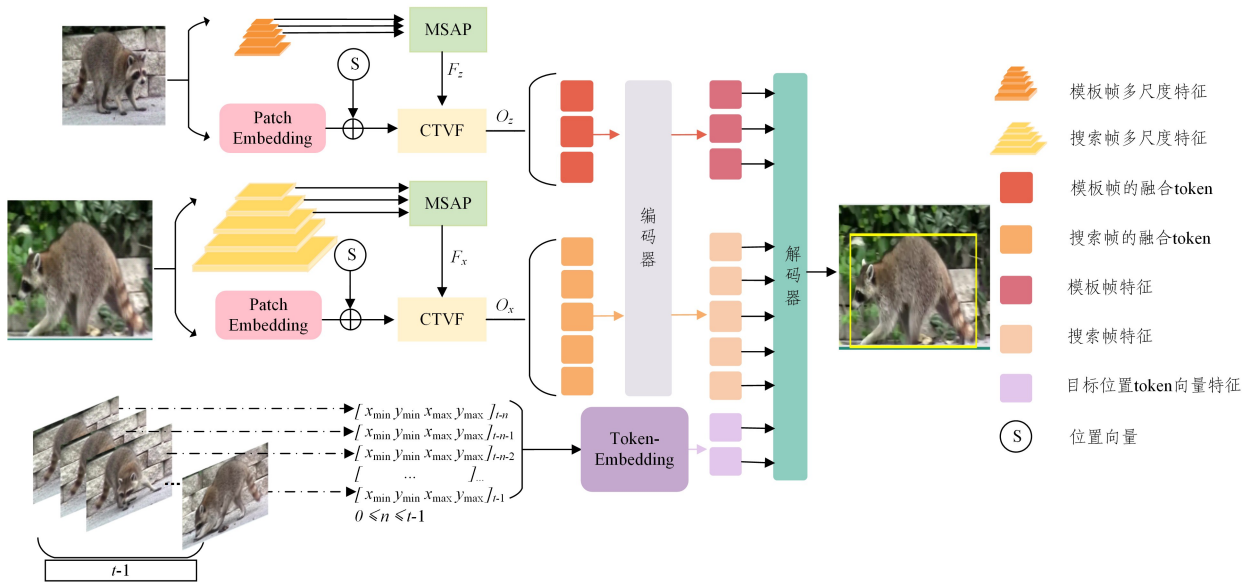 MSAP
S
F_z
Patch
Embedding
CTVF
O_z
MSAP
S
F_x
Patch
Embedding
CTVF
O_x
编码器
解码器
[ x_min y_min x_max y_max ]_t-n
[ x_min y_min x_max y_max ]_t-n-1
[ x_min y_min x_max y_max ]_t-n-2
[ ... ]_...
[ x_min y_min x_max y_max ]_t-1
0 ⩽n ⩽t-1
Token-
Embedding
t-1
模板帧多尺度特征
搜索帧多尺度特征
模板帧的融合token
搜索帧的融合token
模板帧特征
搜索帧特征
目标位置token向量特征
S
位置向量